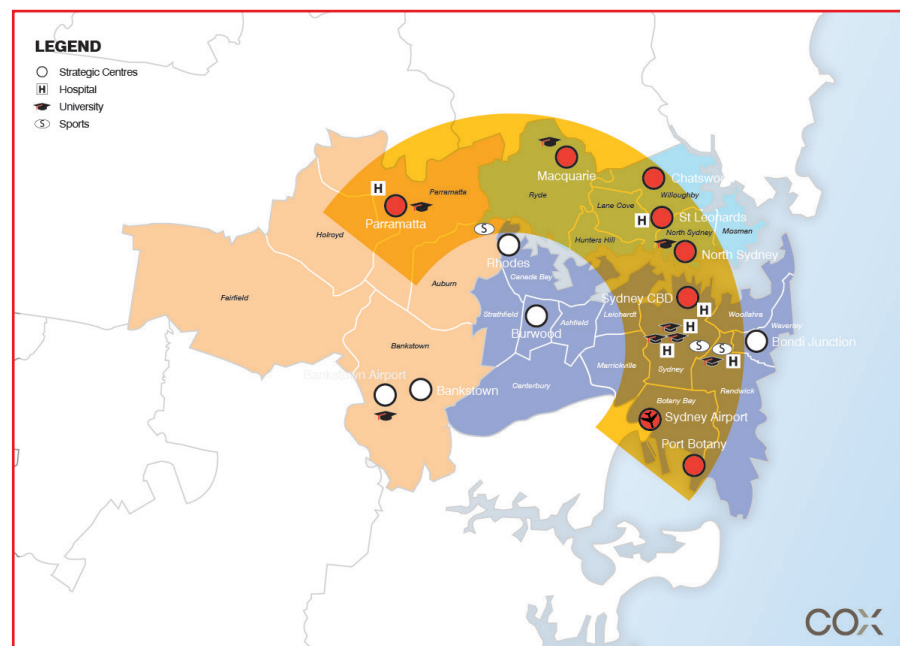 LEGEND
Strategic Centres
H Hospital
University
S Sports
Macquarie
Ryde
Chatswoo
Willoughby
Lane Cove
H
Parramatta
Parramatta
St Leonards
H
North Sydney
Mosman
Holroyd
S
Hunters Hill
North Sydney
Rhodes
Canada Bay
Auburn
Fairfield
Sydney CBD
H
Woollahra
Strathfield
Ashfield
Leichardt
H
Waverley
Burwood
Bondi Junction
Bankstown
H
S
S
H
Marrickville
Sydney
Bankstown Airport
Bankstown
Canterbury
Randwick
Botany Bay
Sydney Airport
Port Botany
COX